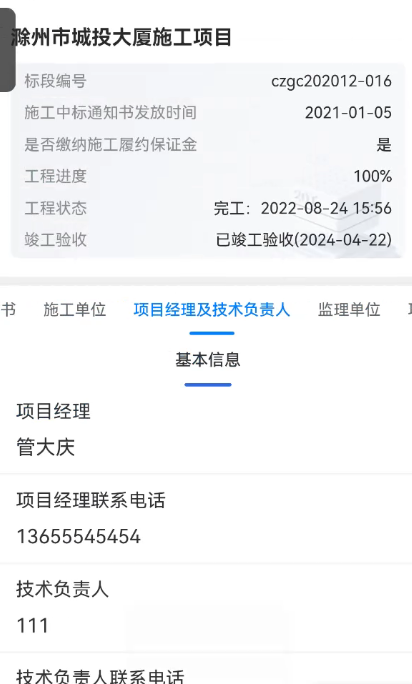 滁州市城投大厦施工项目
标段编号 czgc202012-016
施工中标通知书发放时间 2021-01-05
是否缴纳施工履约保证金 是
工程进度 100%
工程状态 完工：2022-08-24 15:56
竣工验收 已竣工验收(2024-04-22)
书 施工单位 项目经理及技术负责人 监理单位
基本信息
项目经理
管大庆
项目经理联系电话
13655545454
技术负责人
111
技术负责人联系电话